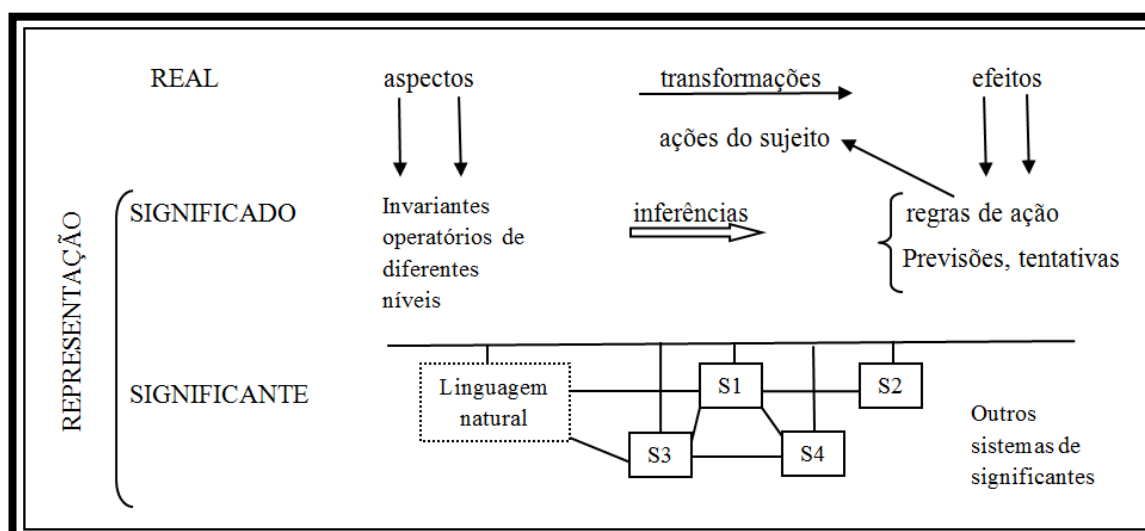 REAL
aspectos
transformações
efeitos
ações do sujeito
REPRESENTAÇÃO
SIGNIFICADO
Invariantes
operatórios de
diferentes
níveis
inferências
regras de ação
Previsões, tentativas
SIGNIFICANTE
Linguagem
natural
S1
S2
S3
S4
Outros
sistemas de
significantes